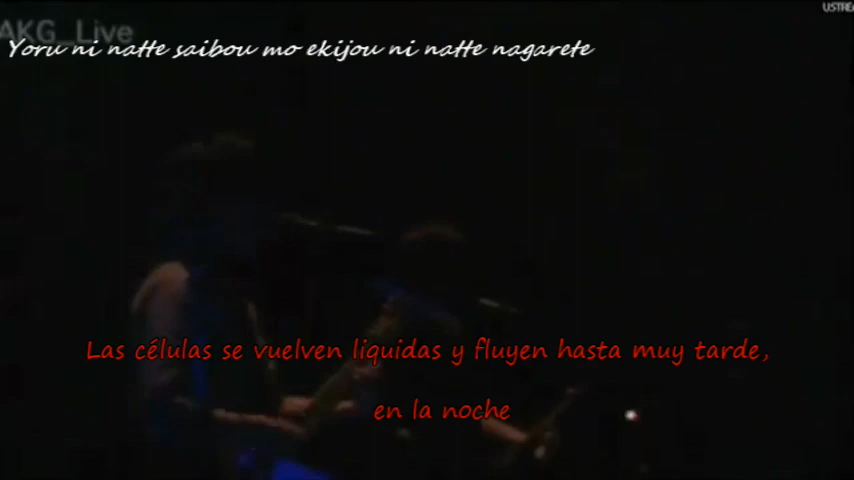 USTREA
AKG_Live
Yoru ni natte saibou mo ekijou ni natte nagarete
Las células se vuelven liquidas y fluyen hasta muy tarde,
en la noche